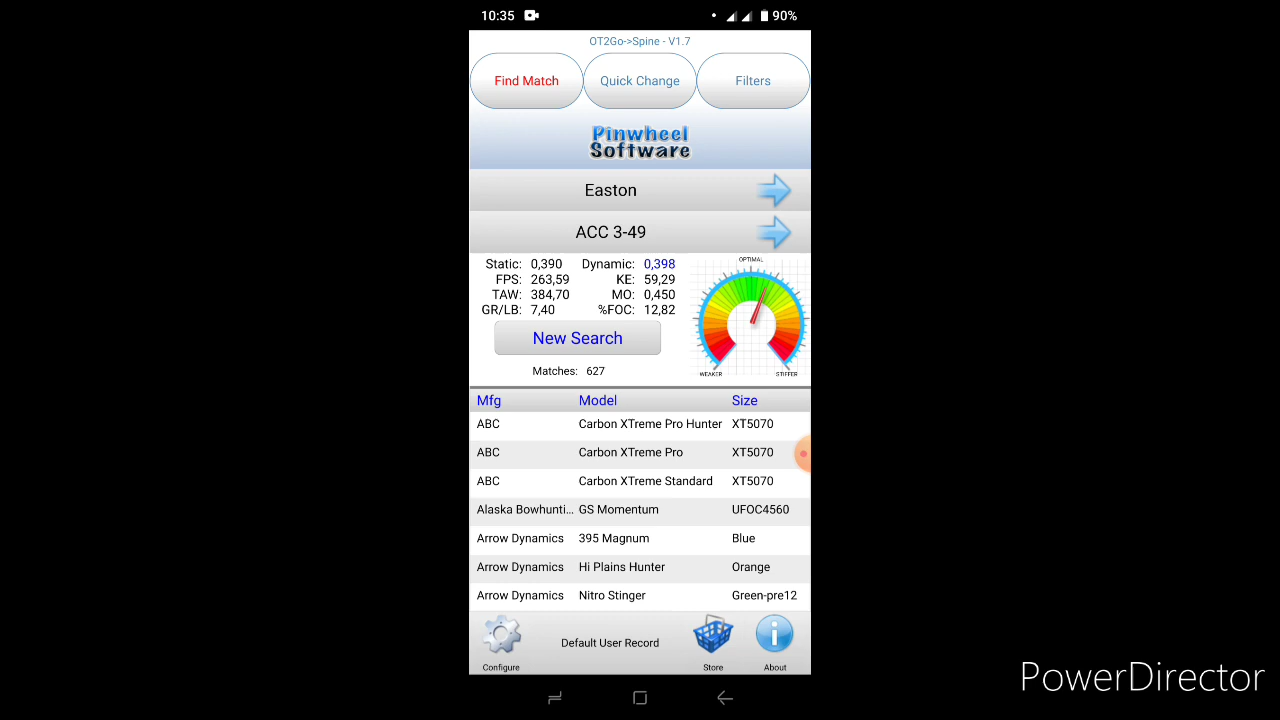 10:35 90%
OT2Go->Spine - V1.7
Find Match Quick Change Filters
Pinwheel
Software
Easton
ACC 3-49
Static: 0,390 Dynamic: 0,398
FPS: 263,59 KE: 59,29
TAW: 384,70 MO: 0,450
GR/LB: 7,40 %FOC: 12,82
OPTIMAL
WEAKER STIFFER
New Search
Matches: 627
Mfg Model Size
ABC Carbon XTreme Pro Hunter XT5070
ABC Carbon XTreme Pro XT5070
ABC Carbon XTreme Standard XT5070
Alaska Bowhunti... GS Momentum UFOC4560
Arrow Dynamics 395 Magnum Blue
Arrow Dynamics Hi Plains Hunter Orange
Arrow Dynamics Nitro Stinger Green-pre12
Default User Record
Configure Store About
PowerDirector